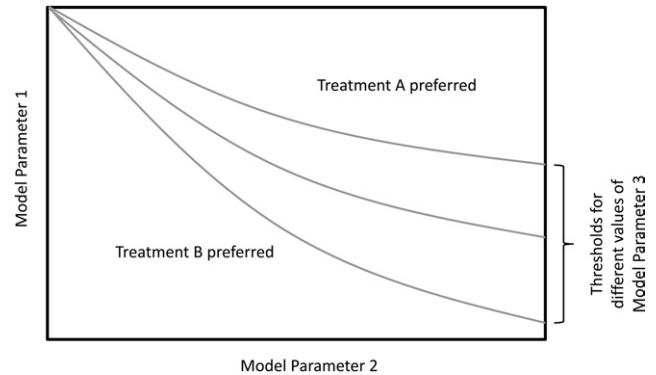 Model Parameter 1
Treatment A preferred
Treatment B preferred
Thresholds for
different values of
Model Parameter 3
Model Parameter 2